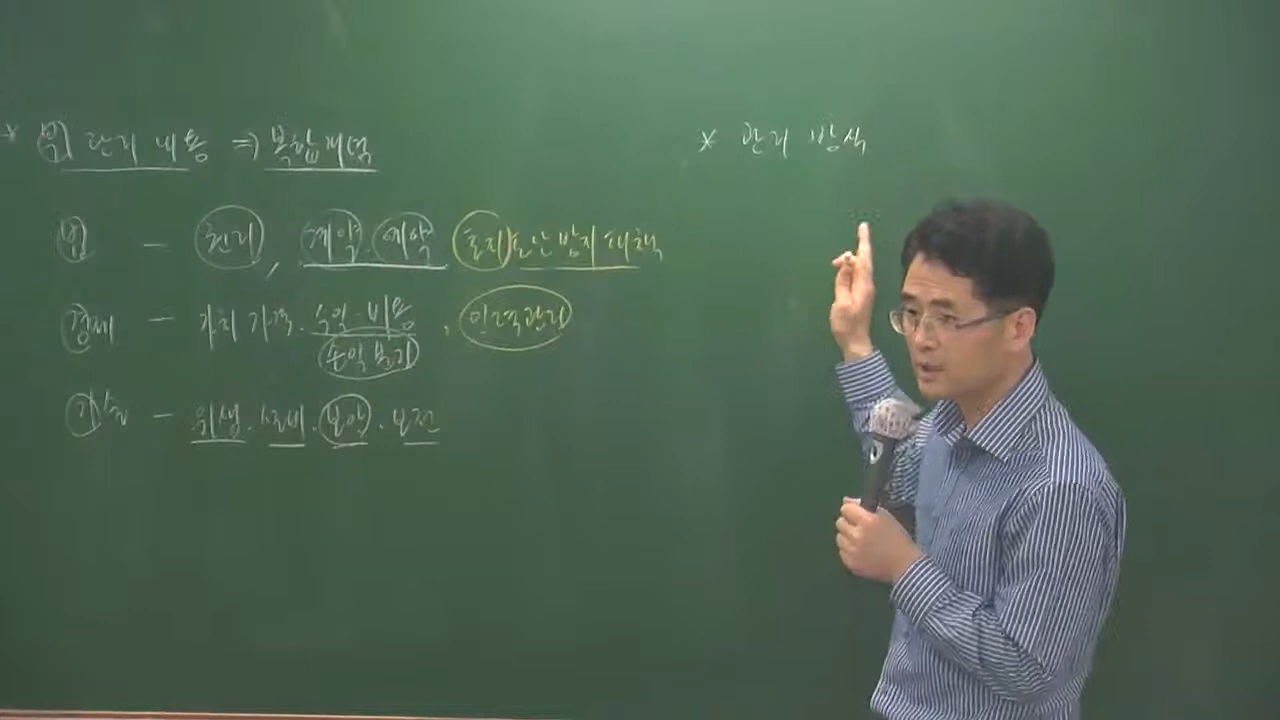 * 복) 관리 내용 ⇒ 복합개념
* 관리 방식
법 - 권리, 계약·예약 토지도난방지대책
경제 - 가치 가격·수익·비용, 인력관리
손익분기
기술 - 위생·설비·보안·보전